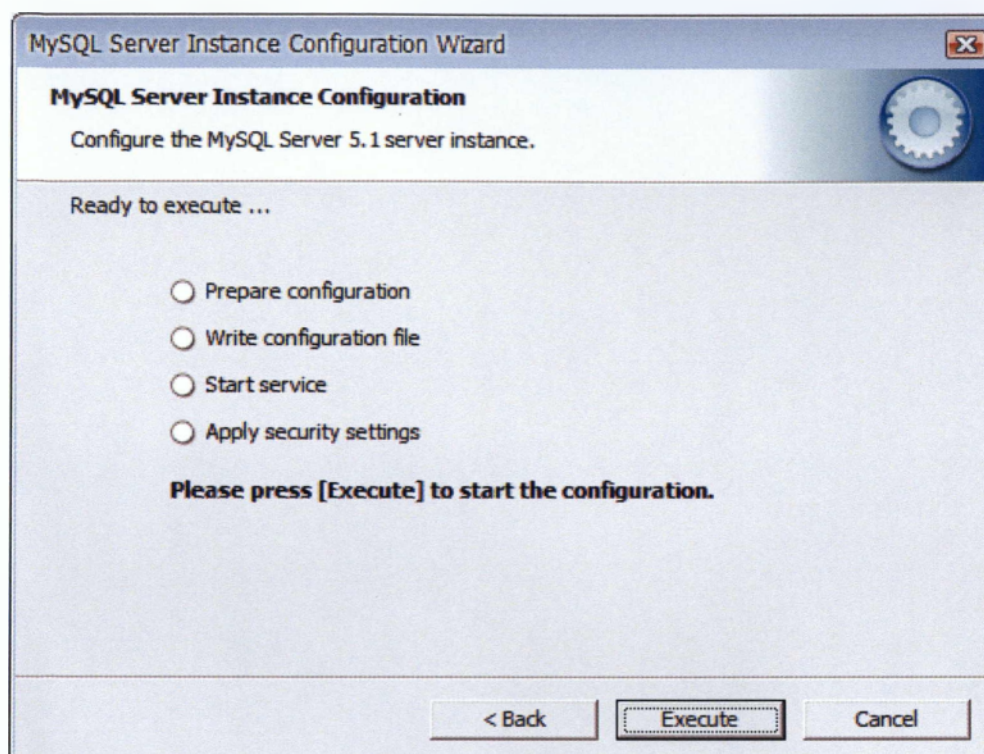 MySQL Server Instance Configuration Wizard
MySQL Server Instance Configuration
Configure the MySQL Server 5.1 server instance.
Ready to execute ...
Prepare configuration
Write configuration file
Start service
Apply security settings
Please press [Execute] to start the configuration.
< Back
Execute
Cancel